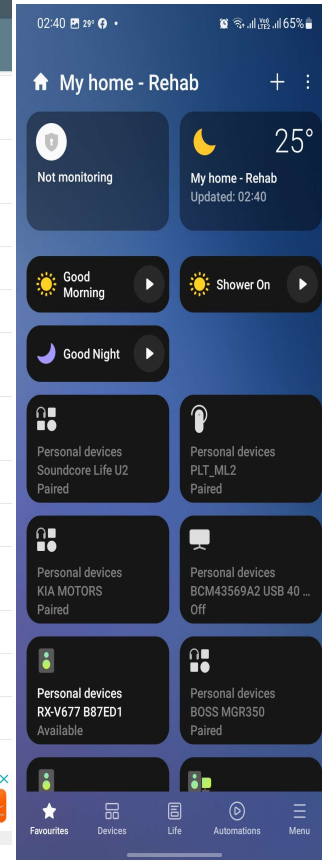 02:40 29° • 65%
My home - Rehab
Not monitoring
25°
My home - Rehab
Updated: 02:40
Good
Morning
Shower On
Good Night
Personal devices
Soundcore Life U2
Paired
Personal devices
PLT_ML2
Paired
Personal devices
KIA MOTORS
Paired
Personal devices
BCM43569A2 USB 40 ...
Off
Personal devices
RX-V677 B87ED1
Available
Personal devices
BOSS MGR350
Paired
Favourites
Devices
Life
Automations
Menu